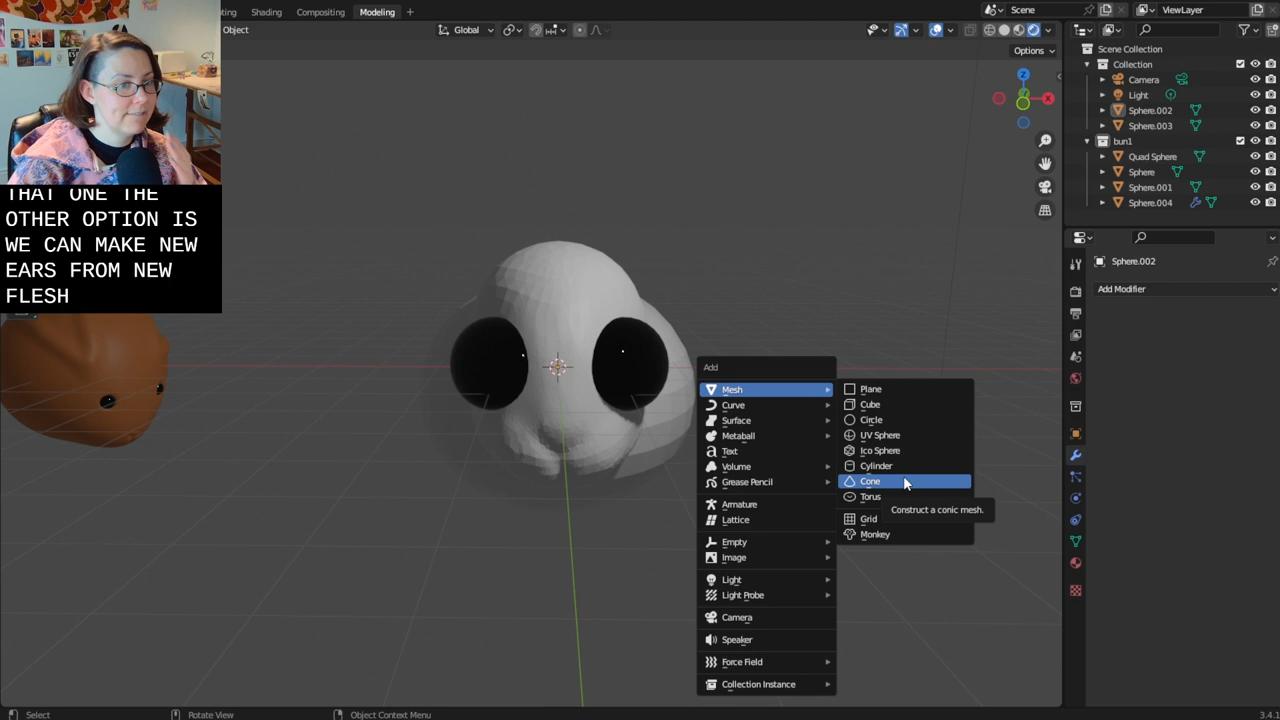 ting
Shading
Compositing
Modeling
+
Scene
ViewLayer
Object
Global
Options
X
Z
Scene Collection
Collection
Camera
Light
Sphere.002
Sphere.003
bun1
Quad Sphere
Sphere
Sphere.001
Sphere.004
Sphere.002
Add Modifier
THAT ONE THE
OTHER OPTION IS
WE CAN MAKE NEW
EARS FROM NEW
FLESH
Add
Mesh
Curve
Surface
Metaball
Text
Volume
Grease Pencil
Armature
Lattice
Empty
Image
Light
Light Probe
Camera
Speaker
Force Field
Collection Instance
Plane
Cube
Circle
UV Sphere
Ico Sphere
Cylinder
Cone
Torus
Grid
Monkey
Construct a conic mesh.
Select
Rotate View
Object Context Menu
3.4.1